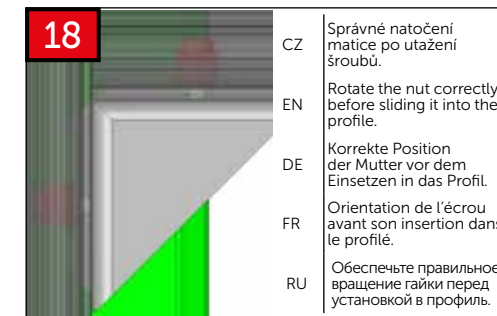 18
CZ
Správné natočení
matice po utažení
šroubů.
EN
Rotate the nut correctly
before sliding it into the
profile.
DE
Korrekte Position
der Mutter vor dem
Einsetzen in das Profil.
FR
Orientation de l'écrou
avant son insertion dans
le profilé.
RU
Обеспечьте правильное
вращение гайки перед
установкой в профиль.